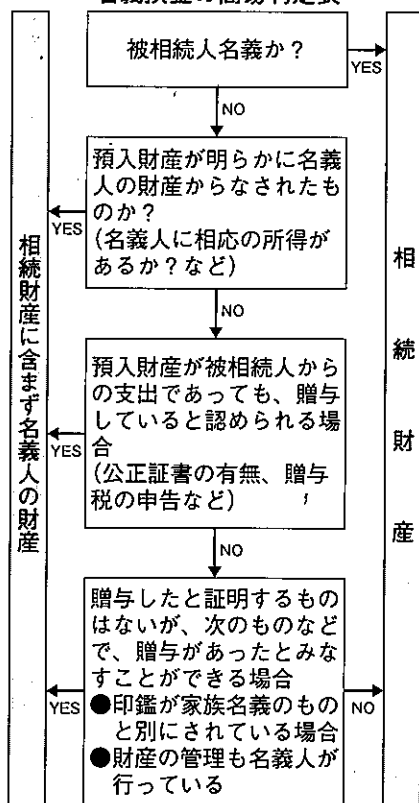 被相続人名義か？
YES
NO
預入財産が明らかに名義
人の財産からなされたも
のか？
（名義人に相応の所得が
あるか？など）
YES
NO
預入財産が被相続人から
の支出であっても、贈与
していると認められる場
合
（公正証書の有無、贈与
税の申告など）
YES
NO
贈与したと証明するもの
はないが、次のものなど
で、贈与があったとみな
すことができる場合
●印鑑が家族名義のもの
と別にされている場合
●財産の管理も名義人が
行っている
YES
NO
相続財産に含まず名義人の財産
相続財産